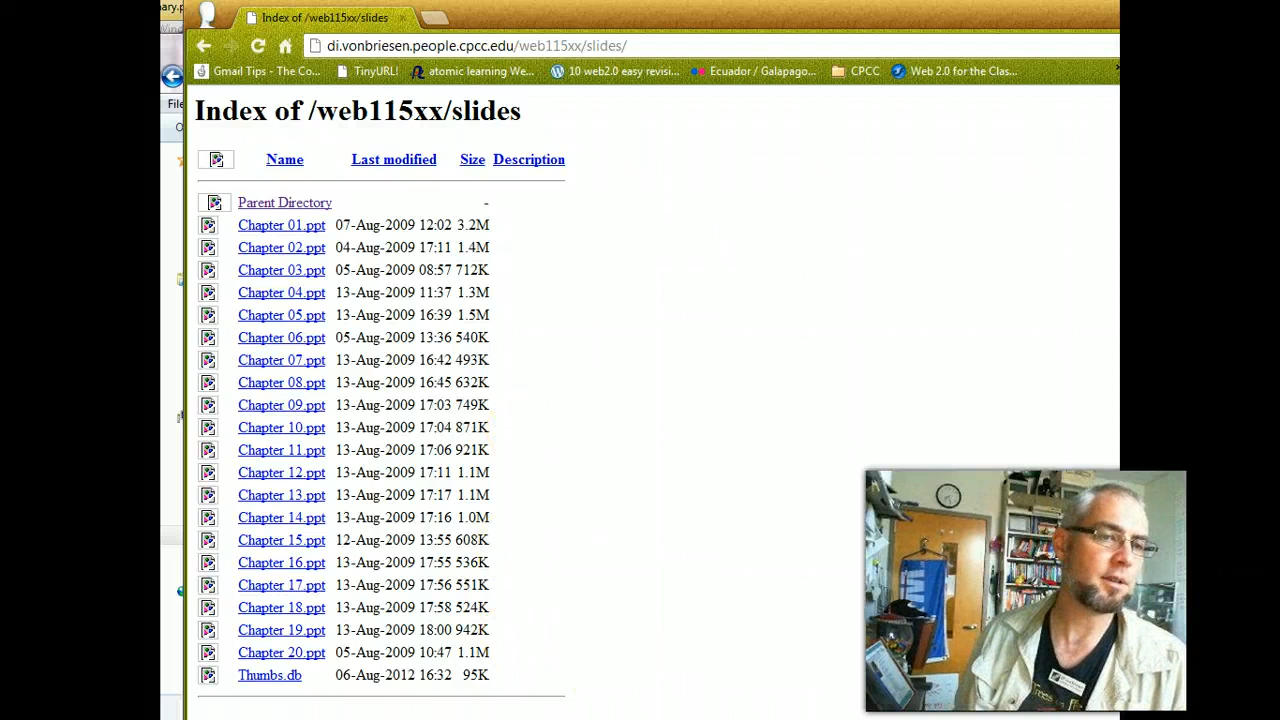 ary.p
Index of /web115xx/slides
di.vonbriesen.people.cpcc.edu/web115xx/slides/
Gmail Tips - The Co... TinyURL! atomic learning We... 10 web2.0 easy revisi... Ecuador / Galapago... CPCC Web 2.0 for the Clas...
File
Index of /web115xx/slides
Name Last modified Size Description
Parent Directory -
Chapter 01.ppt 07-Aug-2009 12:02 3.2M
Chapter 02.ppt 04-Aug-2009 17:11 1.4M
Chapter 03.ppt 05-Aug-2009 08:57 712K
Chapter 04.ppt 13-Aug-2009 11:37 1.3M
Chapter 05.ppt 13-Aug-2009 16:39 1.5M
Chapter 06.ppt 05-Aug-2009 13:36 540K
Chapter 07.ppt 13-Aug-2009 16:42 493K
Chapter 08.ppt 13-Aug-2009 16:45 632K
Chapter 09.ppt 13-Aug-2009 17:03 749K
Chapter 10.ppt 13-Aug-2009 17:04 871K
Chapter 11.ppt 13-Aug-2009 17:06 921K
Chapter 12.ppt 13-Aug-2009 17:11 1.1M
Chapter 13.ppt 13-Aug-2009 17:17 1.1M
Chapter 14.ppt 13-Aug-2009 17:16 1.0M
Chapter 15.ppt 12-Aug-2009 13:55 608K
Chapter 16.ppt 13-Aug-2009 17:55 536K
Chapter 17.ppt 13-Aug-2009 17:56 551K
Chapter 18.ppt 13-Aug-2009 17:58 524K
Chapter 19.ppt 13-Aug-2009 18:00 942K
Chapter 20.ppt 05-Aug-2009 10:47 1.1M
Thumbs.db 06-Aug-2012 16:32 95K